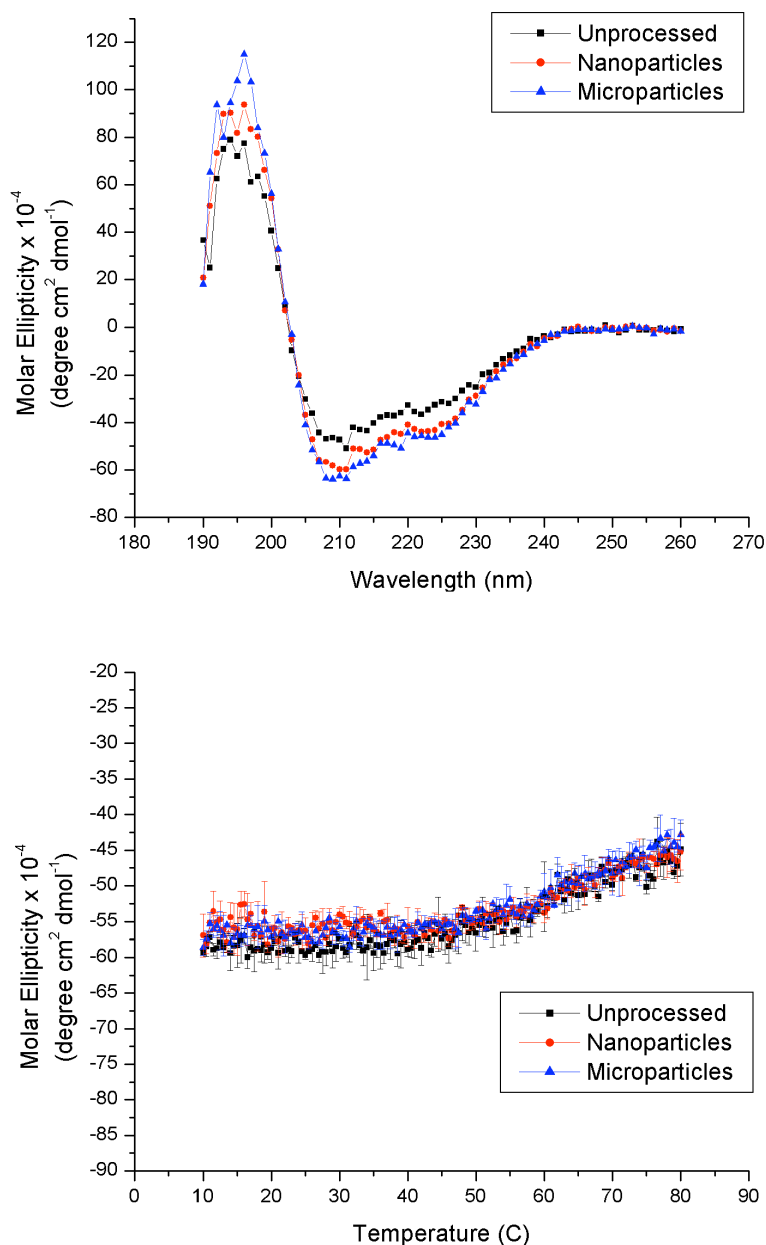 Unprocessed
Nanoparticles
Microparticles
120
100
80
60
40
20
0
-20
-40
-60
-80
Molar Ellipticity x 10-4
(degree cm2 dmol-1)
180 190 200 210 220 230 240 250 260 270
Wavelength (nm)
-20
-25
-30
-35
-40
-45
-50
-55
-60
-65
-70
-75
-80
-85
-90
Molar Ellipticity x 10-4
(degree cm2 dmol-1)
Unprocessed
Nanoparticles
Microparticles
0 10 20 30 40 50 60 70 80 90
Temperature (C)